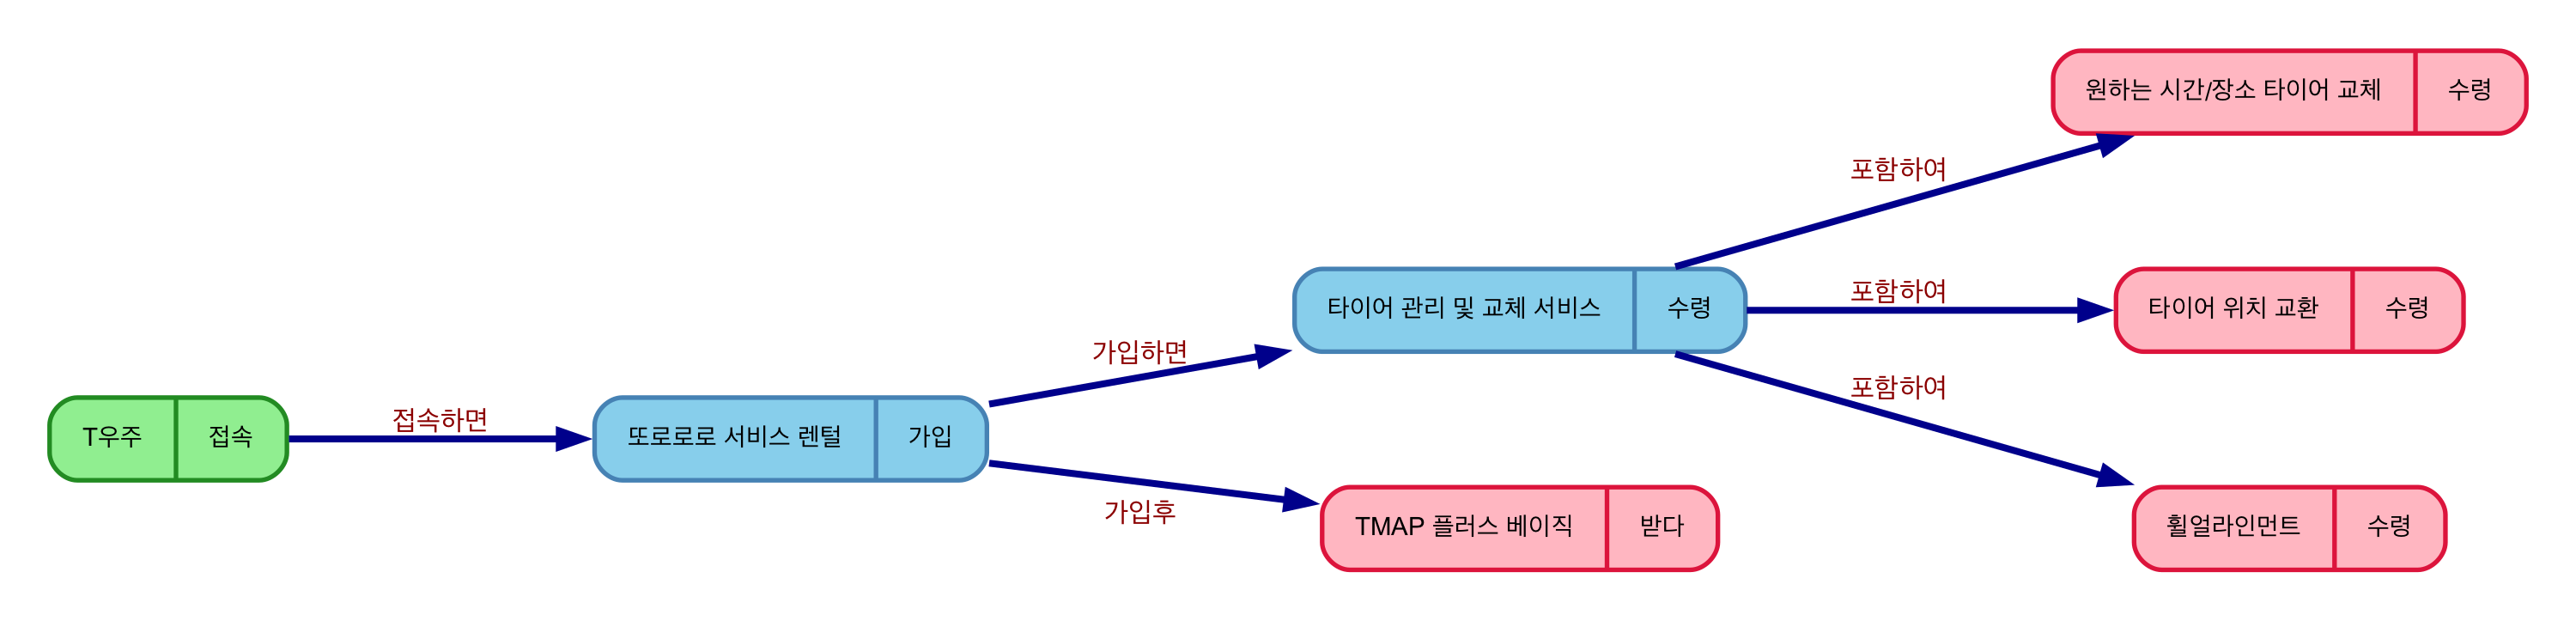 원하는 시간/장소 타이어 교체 수령
포함하여
타이어 관리 및 교체 서비스 수령
포함하여
타이어 위치 교환 수령
가입하면
포함하여
T우주 접속
접속하면
또로로로 서비스 렌털 가입
가입후
TMAP 플러스 베이직 받다
휠얼라인먼트 수령